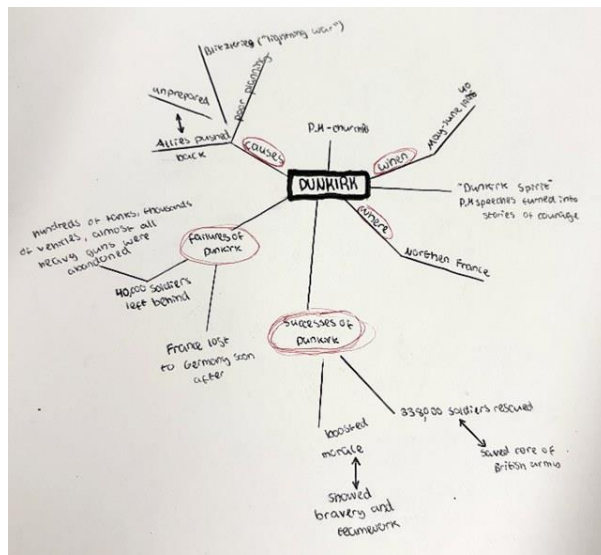 Blitzkrieg ("lightning war")
poor planning
unprepared
Allies pushed
back
causes
P.M-Churchill
when
May-June 1940
DUNKIRK
"Dunkirk Spirit"
P.M speeches turned into
stories of courage
where
Northern France
hundreds of tanks, thousands
of vehicles, almost all
heavy guns were
abandoned
failures of
Dunkirk
40,000 soldiers
left behind
France lost
to Germany soon
after
successes of
Dunkirk
338,000 soldiers rescued
saved core of
British army
boosted
morale
showed
bravery and
teamwork